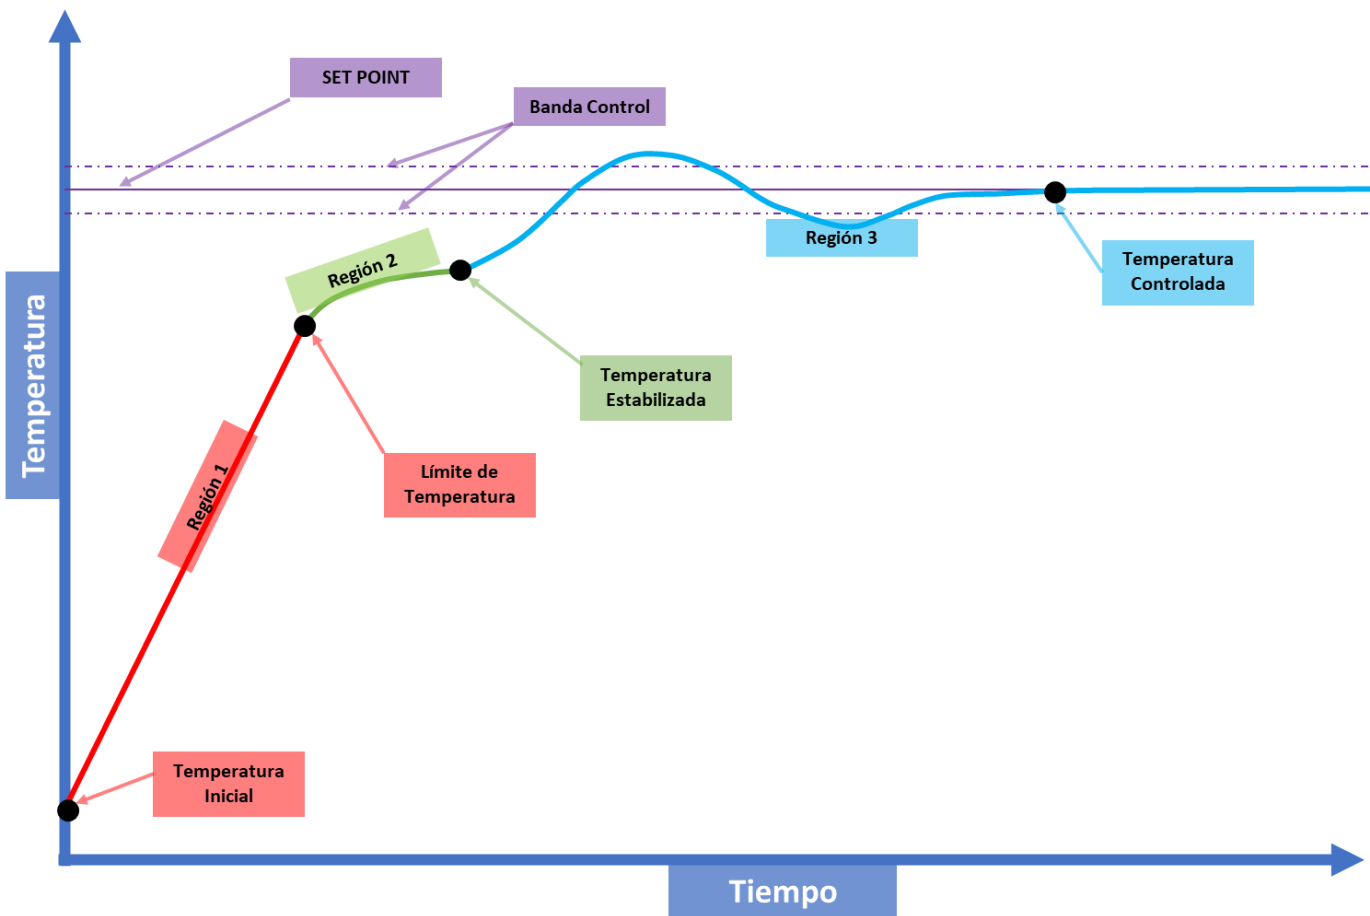 SET POINT
Banda Control
Región 3
Temperatura
Controlada
Región 2
Temperatura
Temperatura
Estabilizada
Límite de
Temperatura
Región 1
Temperatura
Inicial
Tiempo